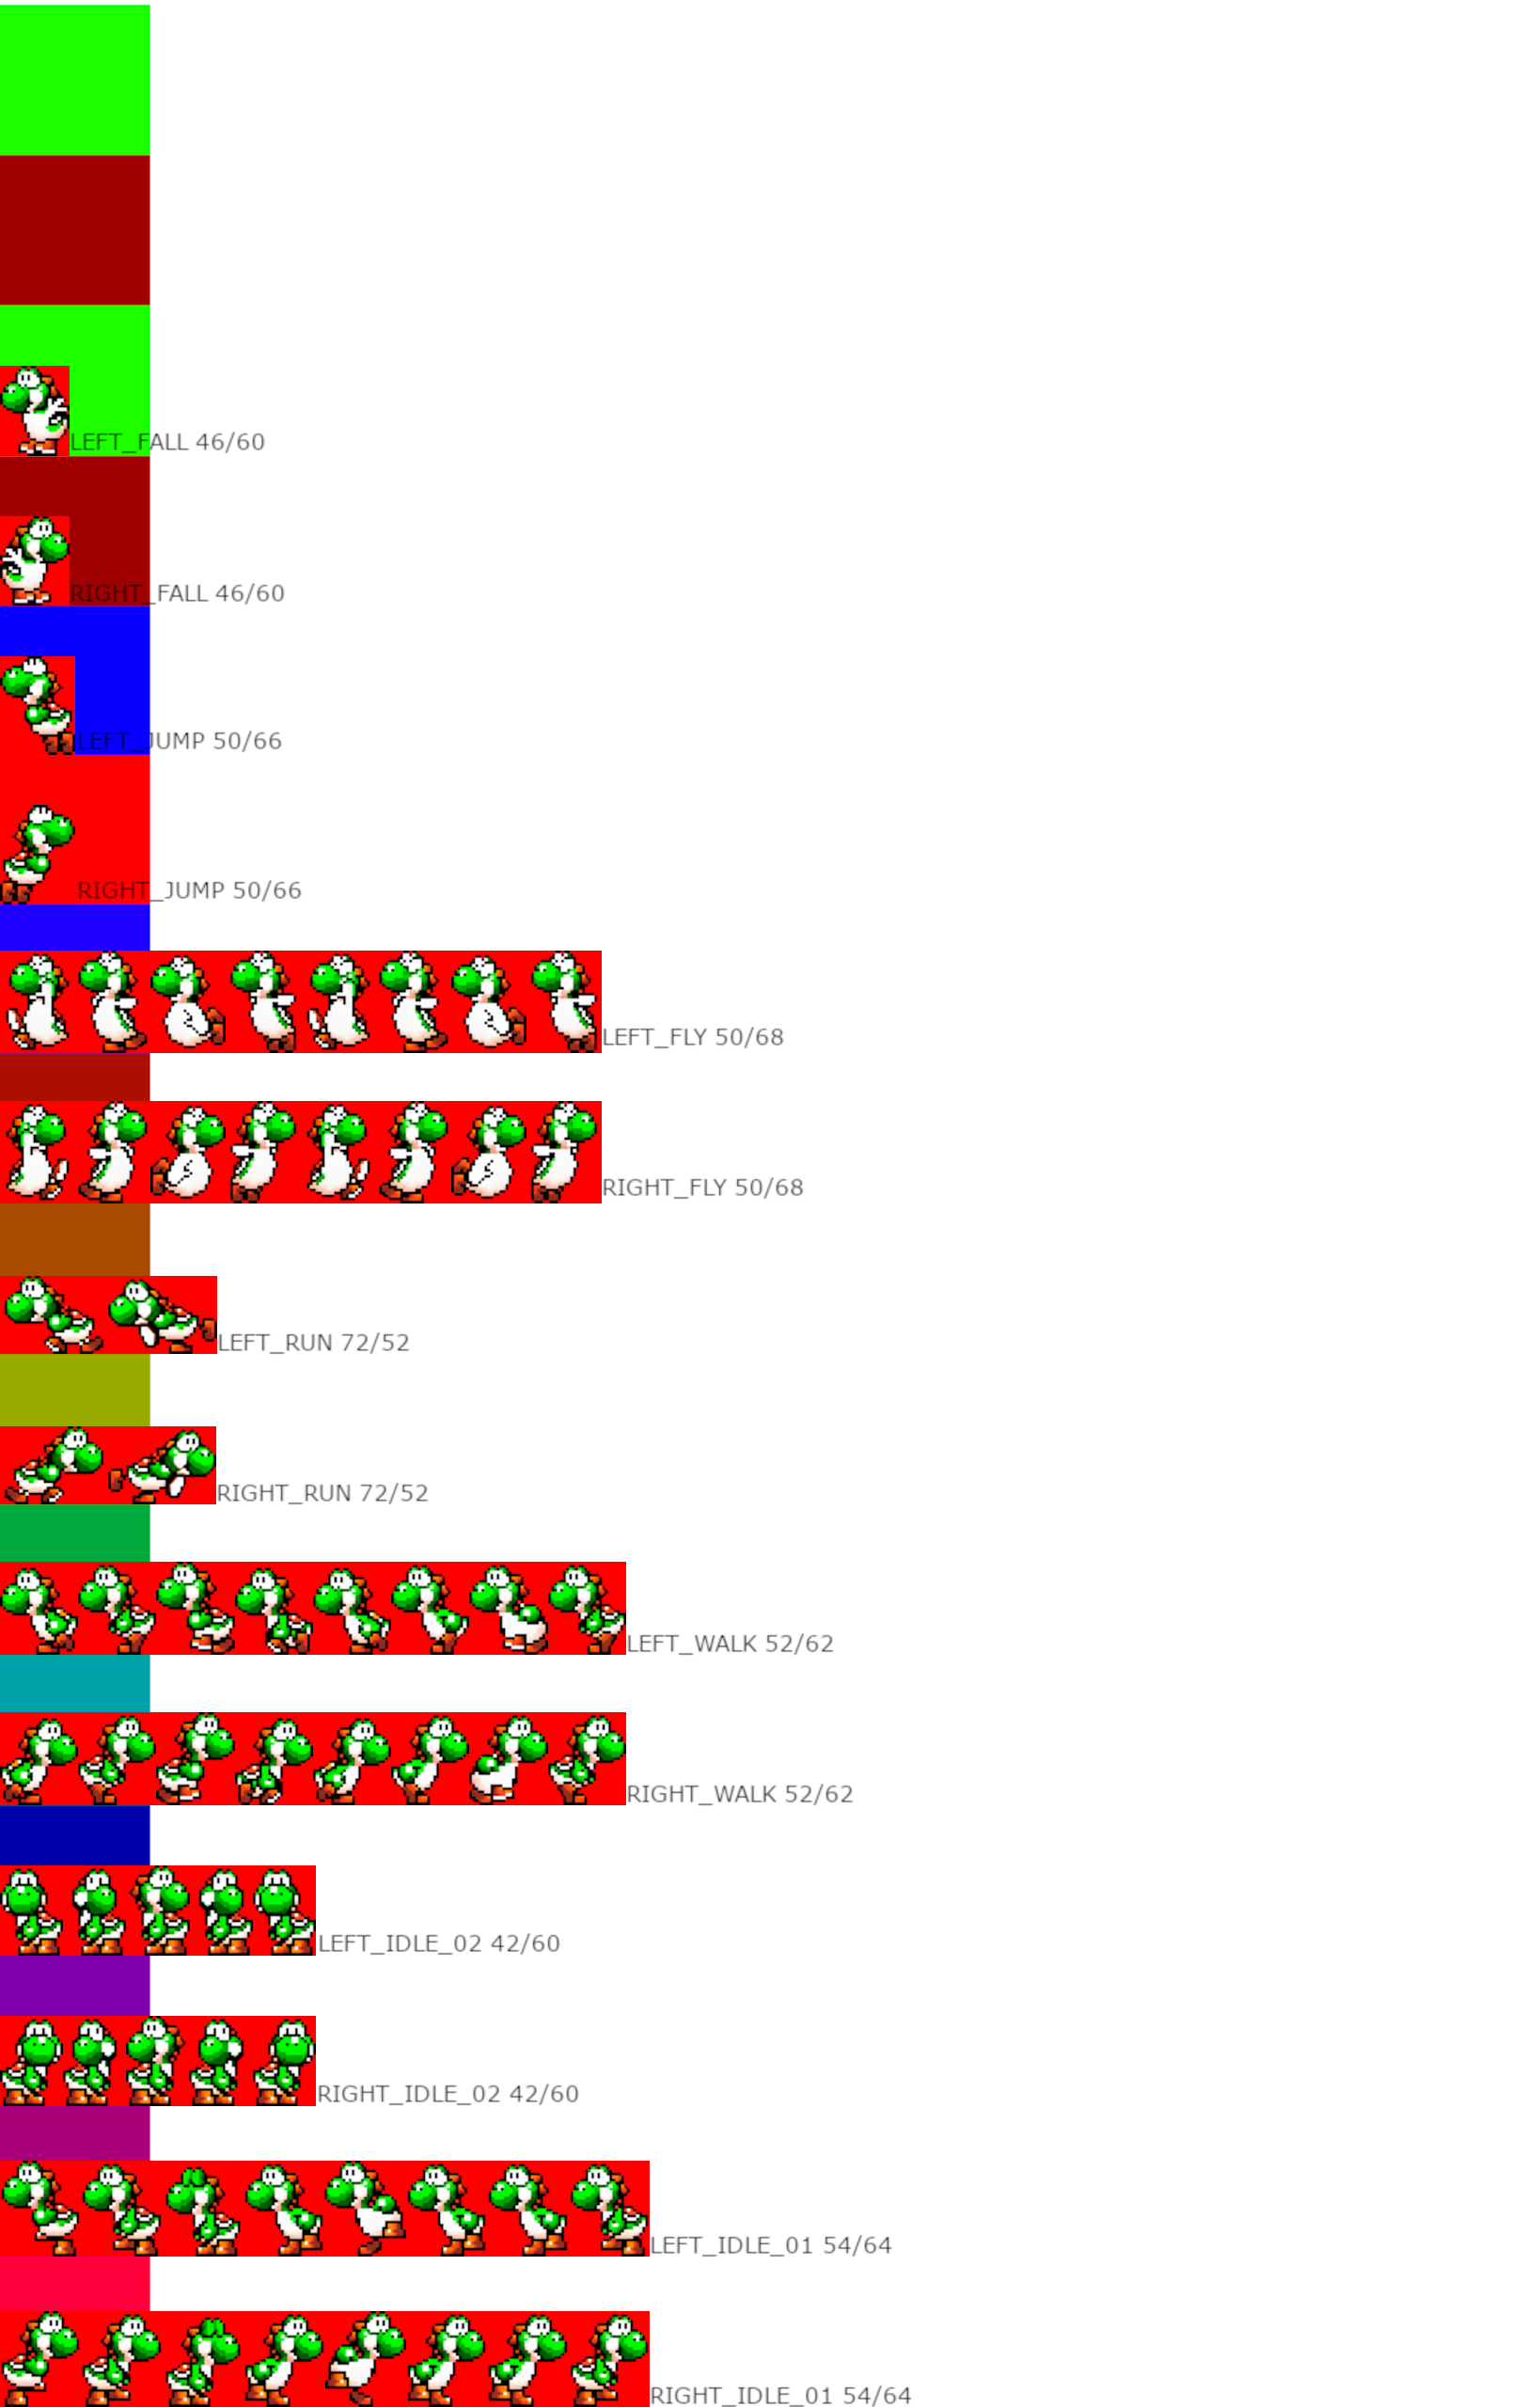 LEFT_FALL 46/60
RIGHT_FALL 46/60
LEFT_JUMP 50/66
RIGHT_JUMP 50/66
LEFT_FLY 50/68
RIGHT_FLY 50/68
LEFT_RUN 72/52
RIGHT_RUN 72/52
LEFT_WALK 52/62
RIGHT_WALK 52/62
LEFT_IDLE_02 42/60
RIGHT_IDLE_02 42/60
LEFT_IDLE_01 54/64
RIGHT_IDLE_01 54/64